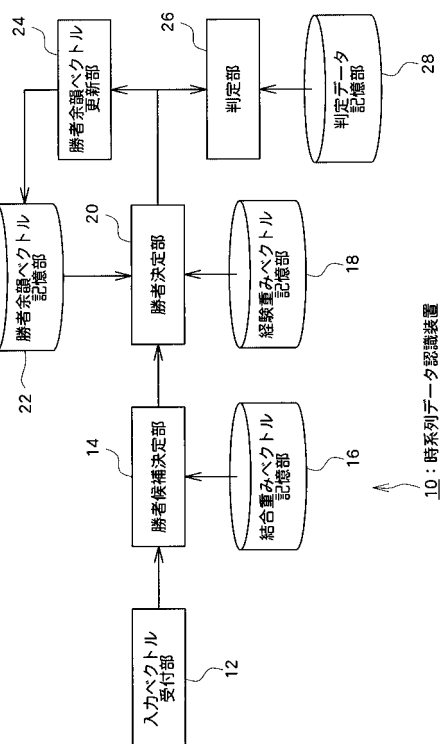 入力ベクトル
受付部
12
勝者候補決定部
14
結合重みベクトル
記憶部
16
勝者決定部
20
経験重みベクトル
記憶部
18
勝者余韻ベクトル
記憶部
22
勝者余韻ベクトル
更新部
24
判定部
26
判定データ
記憶部
28
10：時系列データ認識装置